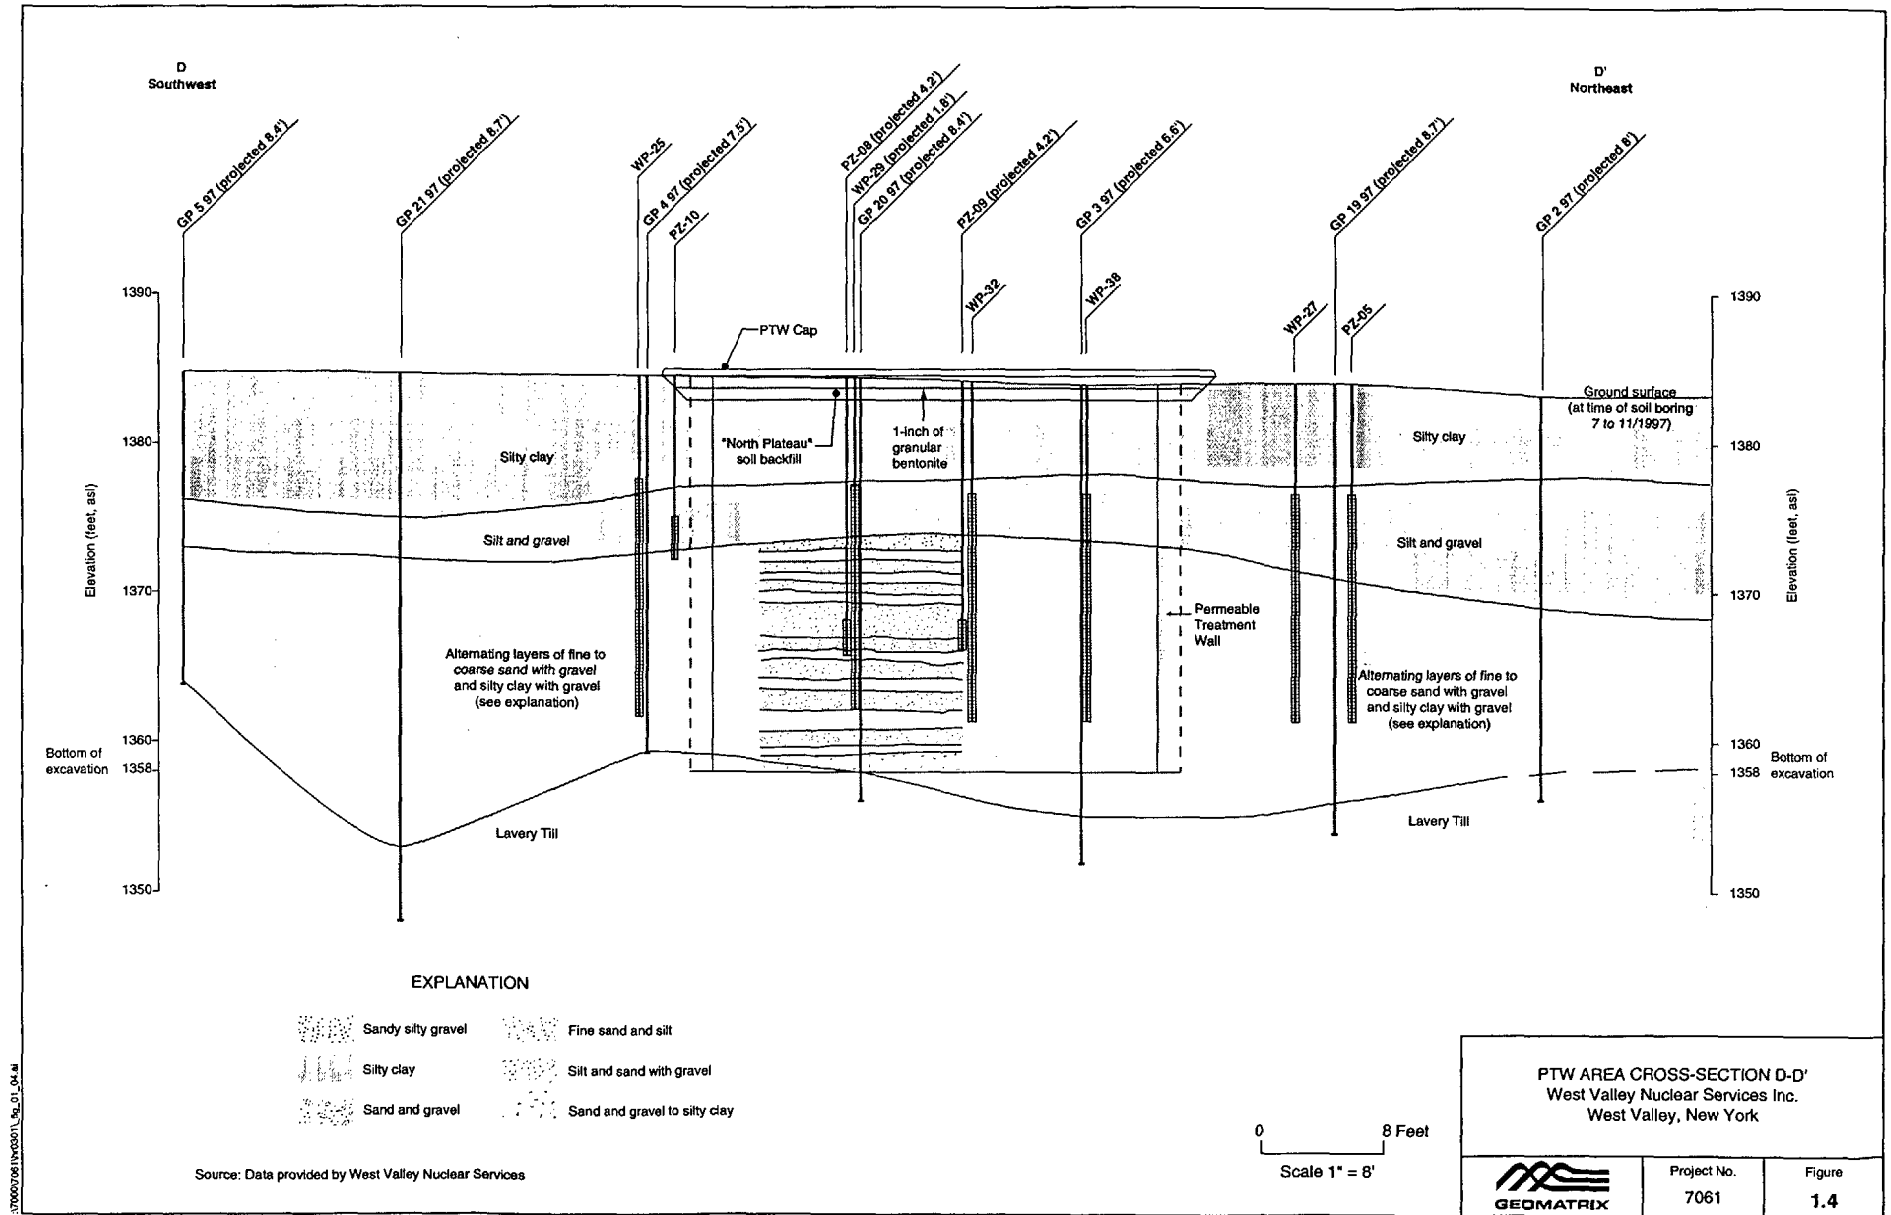 D
Southwest
D'
Northeast
GP 5 97 (projected 8.4')
GP 21 97 (projected 8.7')
WP-25
GP 4 97 (projected 7.5')
PZ-10
PZ-08 (projected 4.2')
WP-29 (projected 1.8')
GP 20 97 (projected 8.4')
PZ-09 (projected 4.2')
WP-32
GP 3 97 (projected 6.6')
WP-38
WP-27
GP 19 97 (projected 8.7')
PZ-05
GP 2 97 (projected 8')
1390
1390
PTW Cap
Ground surface
(at time of soil boring
7 to 11/1997)
"North Plateau"
soil backfill
1-inch of
granular
bentonite
1380
Silty clay
Silty clay
1380
Elevation (feet, asl)
Silt and gravel
Silt and gravel
Elevation (feet, asl)
1370
1370
Permeable
Treatment
Wall
Alternating layers of fine to
coarse sand with gravel
and silty clay with gravel
(see explanation)
Alternating layers of fine to
coarse sand with gravel
and silty clay with gravel
(see explanation)
1360
1360
Bottom of
excavation
1358
1358
Bottom of
excavation
Lavery Till
Lavery Till
1350
1350
EXPLANATION
Sandy silty gravel
Fine sand and silt
Silty clay
Silt and sand with gravel
Sand and gravel
Sand and gravel to silty clay
Source: Data provided by West Valley Nuclear Services
0
8 Feet
Scale 1" = 8'
PTW AREA CROSS-SECTION D-D'
West Valley Nuclear Services Inc.
West Valley, New York
GEOMATRIX
Project No.
7061
Figure
1.4